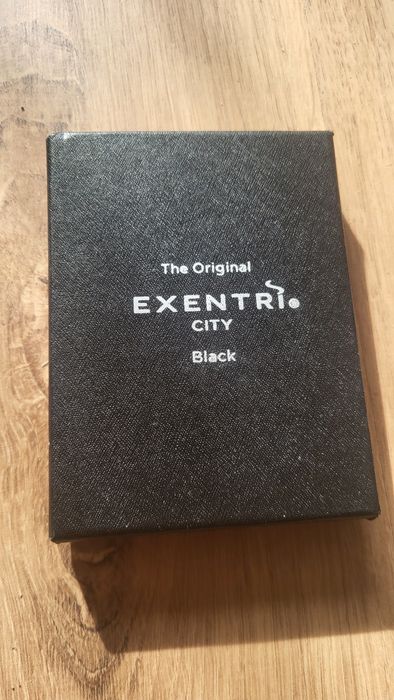 The Original
EXENTRI.
CITY
Black